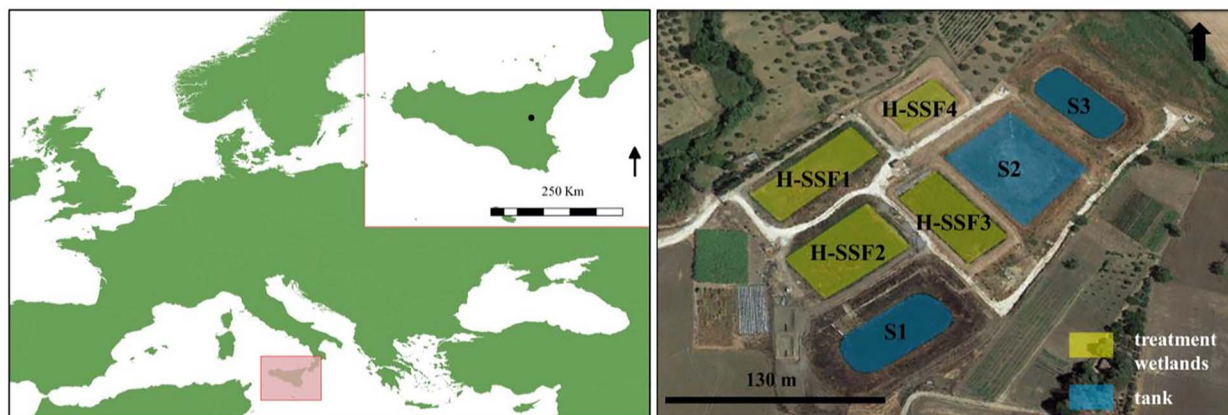 250 Km
H-SSF4
S3
H-SSF1
S2
H-SSF3
H-SSF2
S1
130 m
treatment
wetlands
tank